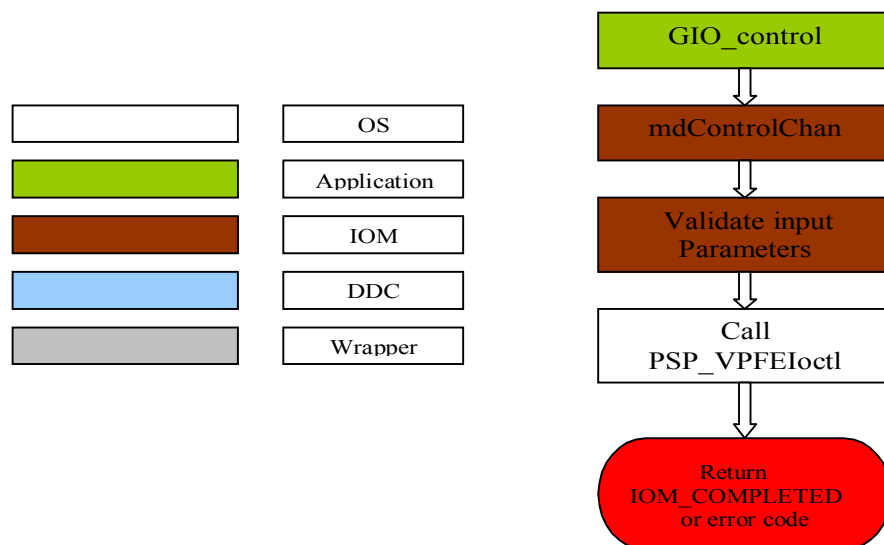 GIO_control
mdControlChan
Validate input
Parameters
Call
PSP_VPFEIoctl
Return
IOM_COMPLETED
or error code
OS
Application
IOM
DDC
Wrapper